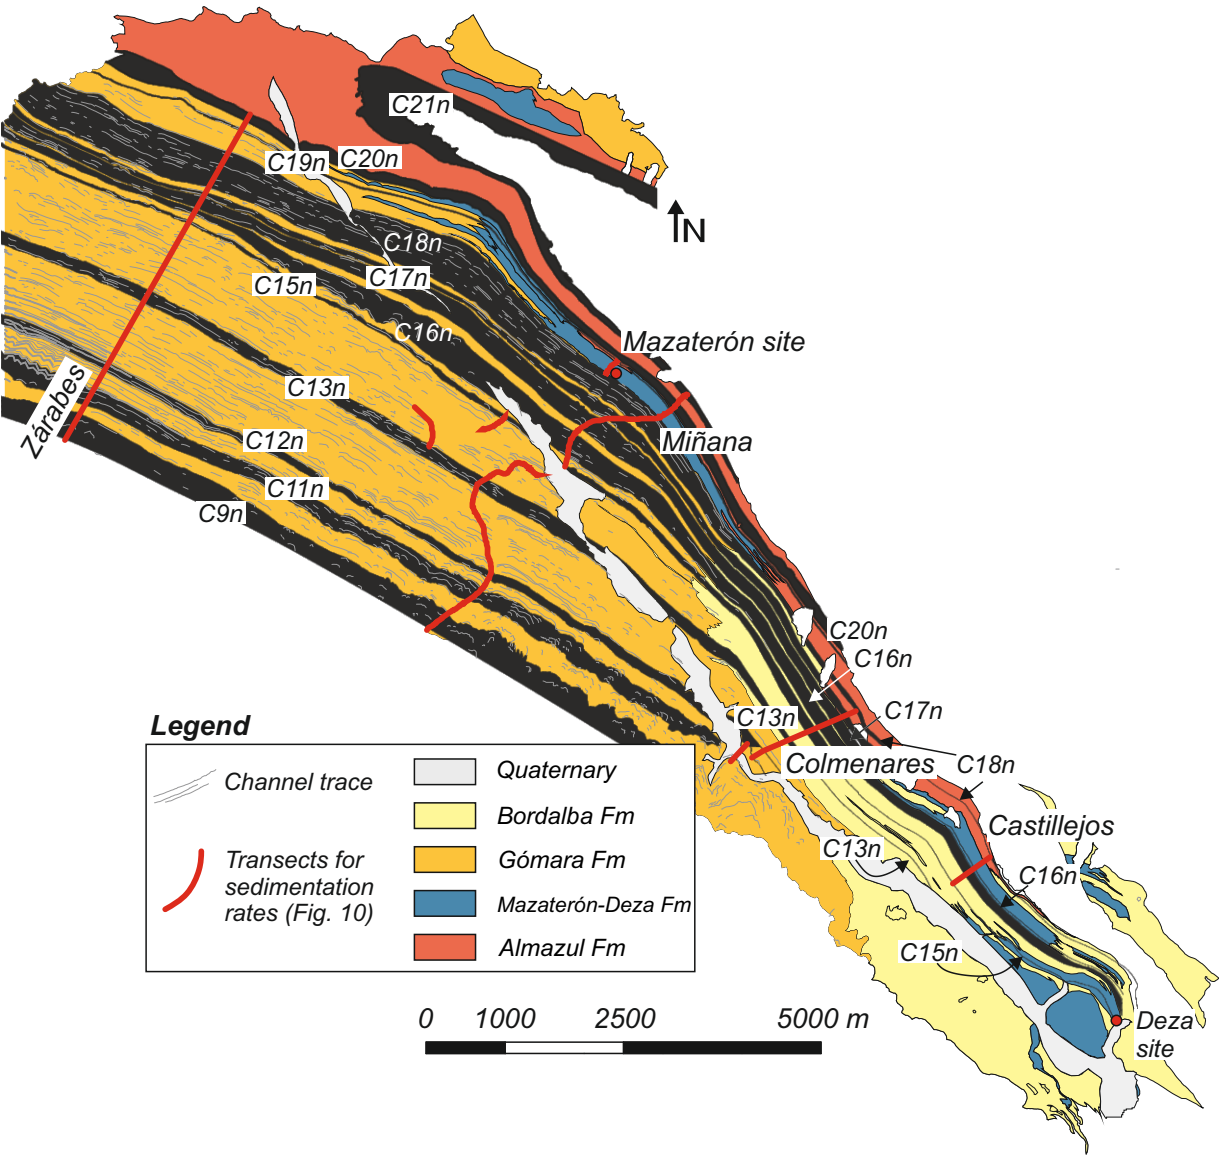 C21n
C19n
C20n
N
C18n
C17n
C15n
C16n
Mazaterón site
C13n
Zárabes
Miñana
C12n
C11n
C9n
C20n
C16n
C13n
C17n
Colmenares
C18n
Castillejos
C13n
C16n
C15n
Deza
site
Legend
Channel trace
Transects for
sedimentation
rates (Fig. 10)
Quaternary
Bordalba Fm
Gómara Fm
Mazaterón-Deza Fm
Almazul Fm
0 1000 2500 5000 m